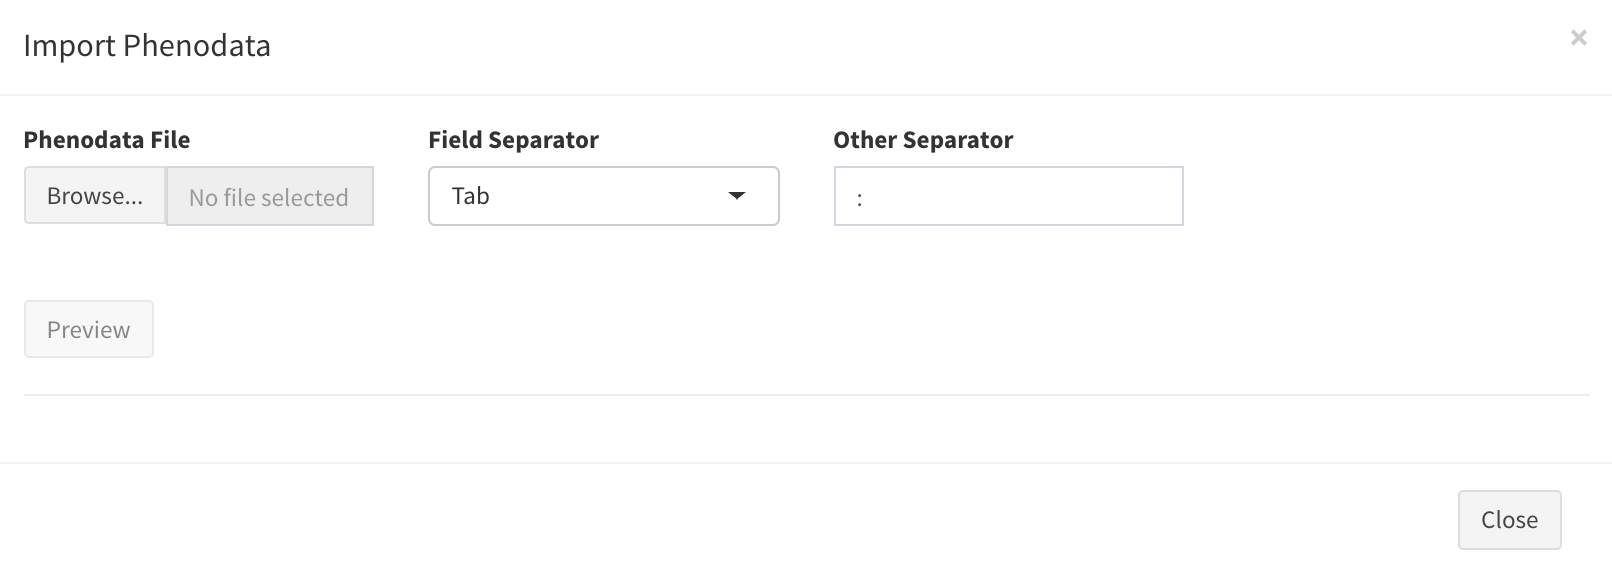 Import Phenodata
×
Phenodata File
Field Separator
Other Separator
Browse...
No file selected
Tab
:
Preview
Close